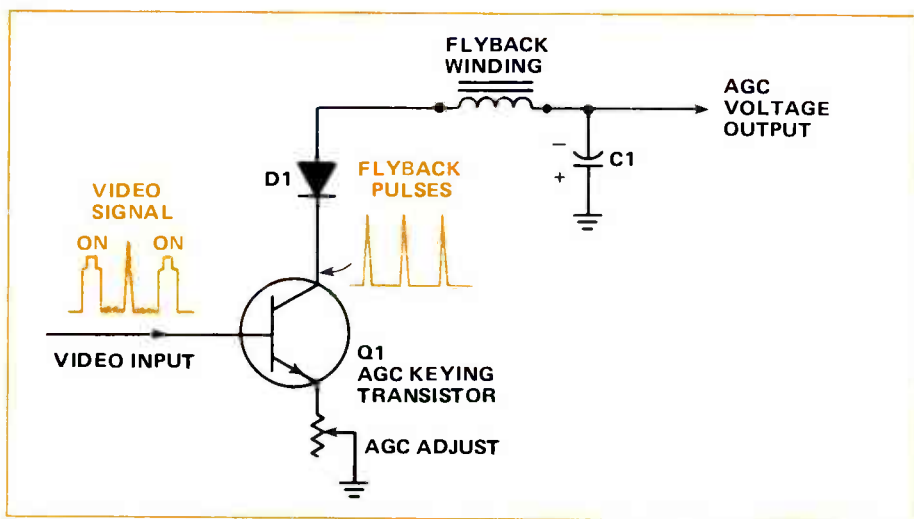 FLYBACK
WINDING
AGC
VOLTAGE
OUTPUT
−
+
C1
D1
FLYBACK
PULSES
VIDEO
SIGNAL
ON
ON
VIDEO INPUT
Q1
AGC KEYING
TRANSISTOR
AGC ADJUST